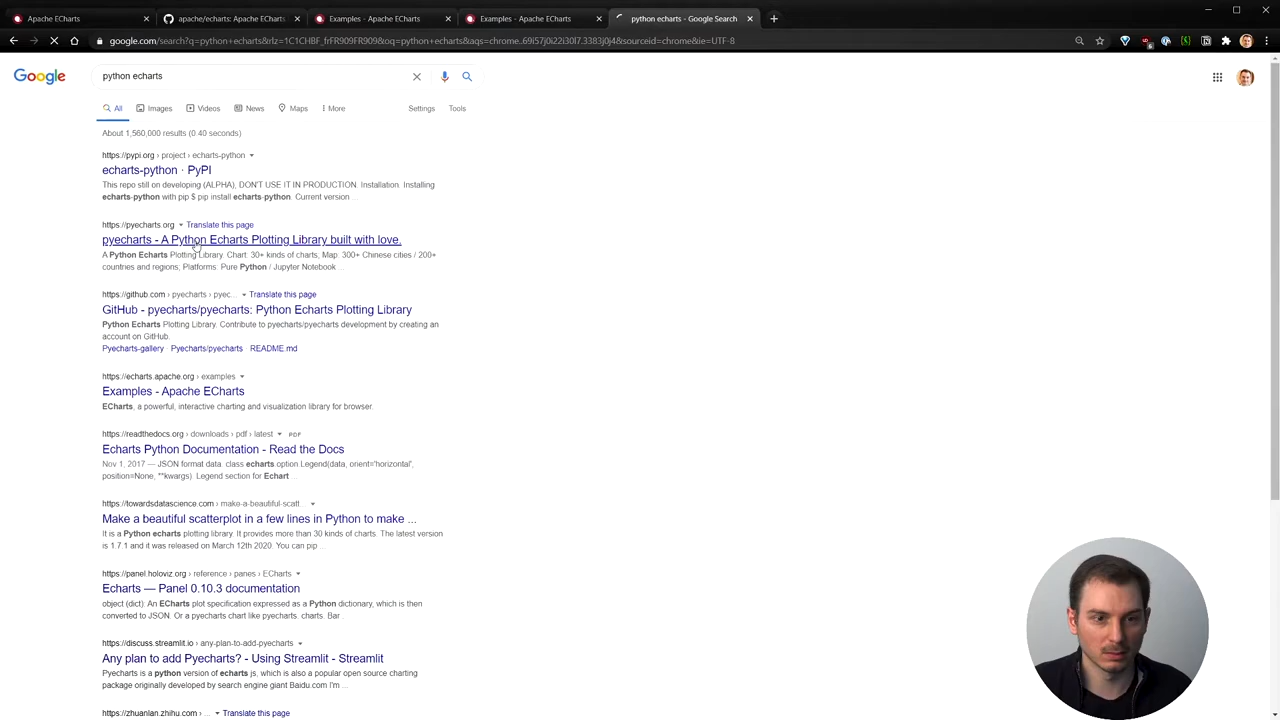 Apache ECharts
apache/echarts: Apache ECharts
Examples - Apache ECharts
Examples - Apache ECharts
python echarts - Google Search
google.com/search?q=python+echarts&rlz=1C1CHBF_frFR909FR909&oq=python+echarts&aqs=chrome..69i57j0i22i30l7.3383j0j4&sourceid=chrome&ie=UTF-8
Google
python echarts
All
Images
Videos
News
Maps
More
Settings
Tools
About 1,560,000 results (0.40 seconds)
https://pypi.org › project › echarts-python
echarts-python · PyPI
This repo still on developing (ALPHA), DON'T USE IT IN PRODUCTION. Installation. Installing
echarts-python with pip $ pip install echarts-python. Current version ...
https://pyecharts.org Translate this page
pyecharts - A Python Echarts Plotting Library built with love.
A Python Echarts Plotting Library. Chart: 30+ kinds of charts, Map. 300+ Chinese cities / 200+
countries and regions; Platforms. Pure Python / Jupyter Notebook ...
https://github.com › pyecharts › pyec... Translate this page
GitHub - pyecharts/pyecharts: Python Echarts Plotting Library
Python Echarts Plotting Library. Contribute to pyecharts/pyecharts development by creating an
account on GitHub.
Pyecharts-gallery · Pyecharts/pyecharts · README.md
https://echarts.apache.org › examples
Examples - Apache ECharts
ECharts, a powerful, interactive charting and visualization library for browser.
https://readthedocs.org › downloads › pdf › latest PDF
Echarts Python Documentation - Read the Docs
Nov 1, 2017 — JSON format data. class echarts.option.Legend(data, orient='horizontal',
position=None, **kwargs) Legend section for Echart ...
https://towardsdatascience.com › make-a-beautiful-scatt...
Make a beautiful scatterplot in a few lines in Python to make ...
It is a Python echarts plotting library. It provides more than 30 kinds of charts. The latest version
is 1.7.1 and it was released on March 12th 2020. You can pip ...
https://panel.holoviz.org › reference › panes › ECharts
Echarts — Panel 0.10.3 documentation
object (dict): An ECharts plot specification expressed as a Python dictionary, which is then
converted to JSON. Or a pyecharts chart like pyecharts. charts. Bar .
https://discuss.streamlit.io › any-plan-to-add-pyecharts
Any plan to add Pyecharts? - Using Streamlit - Streamlit
Pyecharts is a python version of echarts js, which is also a popular open source charting
package originally developed by search engine giant Baidu.com I'm ...
https://zhuanlan.zhihu.com › ... Translate this page